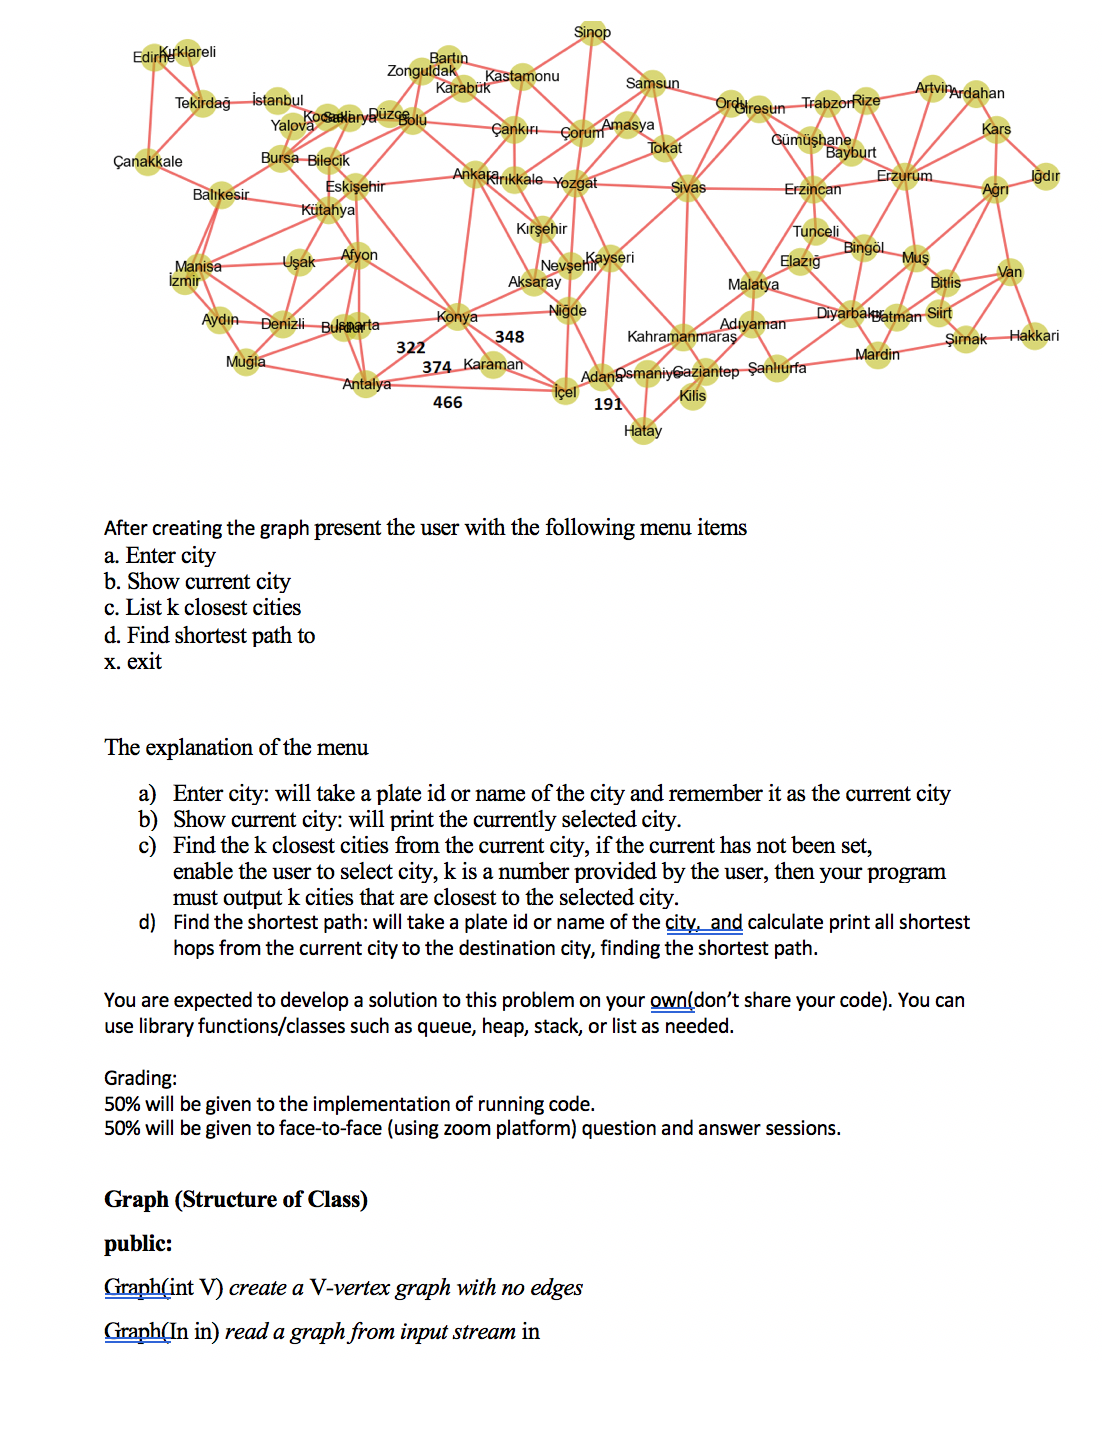 Sinop
Edirne Kırklareli
Bartın
Zonguldak
Kastamonu
Karabük
Samsun
Artvin Ardahan
Tekirdağ İstanbul
Ordu Giresun Trabzon Rize
Kocaeli Sakarya Düzce Bolu
Yalova
Çankırı Çorum Amasya
Kars
Gümüşhane
Tokat
Bayburt
Çanakkale Bursa Bilecik
Ankara Kırıkkale Yozgat
Erzurum Iğdır
Balıkesir Eskişehir
Sivas Erzincan Ağrı
Kütahya
Kırşehir
Tunceli
Bingöl
Uşak Afyon
Nevşehir Kayseri
Elazığ Muş
Manisa
Van
İzmir
Aksaray
Malatya
Bitlis
Aydın Denizli Burdur Isparta
Konya
Niğde
Diyarbakır Batman Siirt
Adıyaman
348
Kahramanmaraş
Şırnak Hakkari
322
Muğla
Mardin
374 Karaman
Adana Osmaniye Gaziantep Şanlıurfa
Antalya
İçel
Kilis
466
191
Hatay
After creating the graph present the user with the following menu items
a. Enter city
b. Show current city
c. List k closest cities
d. Find shortest path to
x. exit
The explanation of the menu
a) Enter city: will take a plate id or name of the city and remember it as the current city
b) Show current city: will print the currently selected city.
c) Find the k closest cities from the current city, if the current has not been set,
enable the user to select city, k is a number provided by the user, then your program
must output k cities that are closest to the selected city.
d) Find the shortest path: will take a plate id or name of the city, and calculate print all shortest
hops from the current city to the destination city, finding the shortest path.
You are expected to develop a solution to this problem on your own(don't share your code). You can
use library functions/classes such as queue, heap, stack, or list as needed.
Grading:
50% will be given to the implementation of running code.
50% will be given to face-to-face (using zoom platform) question and answer sessions.
Graph (Structure of Class)
public:
Graph(int V) create a V-vertex graph with no edges
Graph(In in) read a graph from input stream in